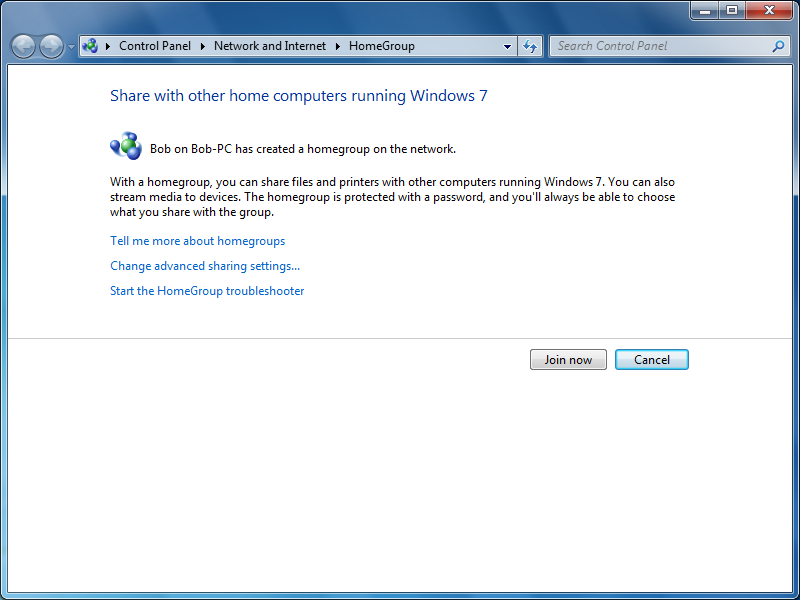 Control Panel Network and Internet HomeGroup
Search Control Panel
Share with other home computers running Windows 7
Bob on Bob-PC has created a homegroup on the network.
With a homegroup, you can share files and printers with other computers running Windows 7. You can also
stream media to devices. The homegroup is protected with a password, and you'll always be able to choose
what you share with the group.
Tell me more about homegroups
Change advanced sharing settings...
Start the HomeGroup troubleshooter
Join now
Cancel